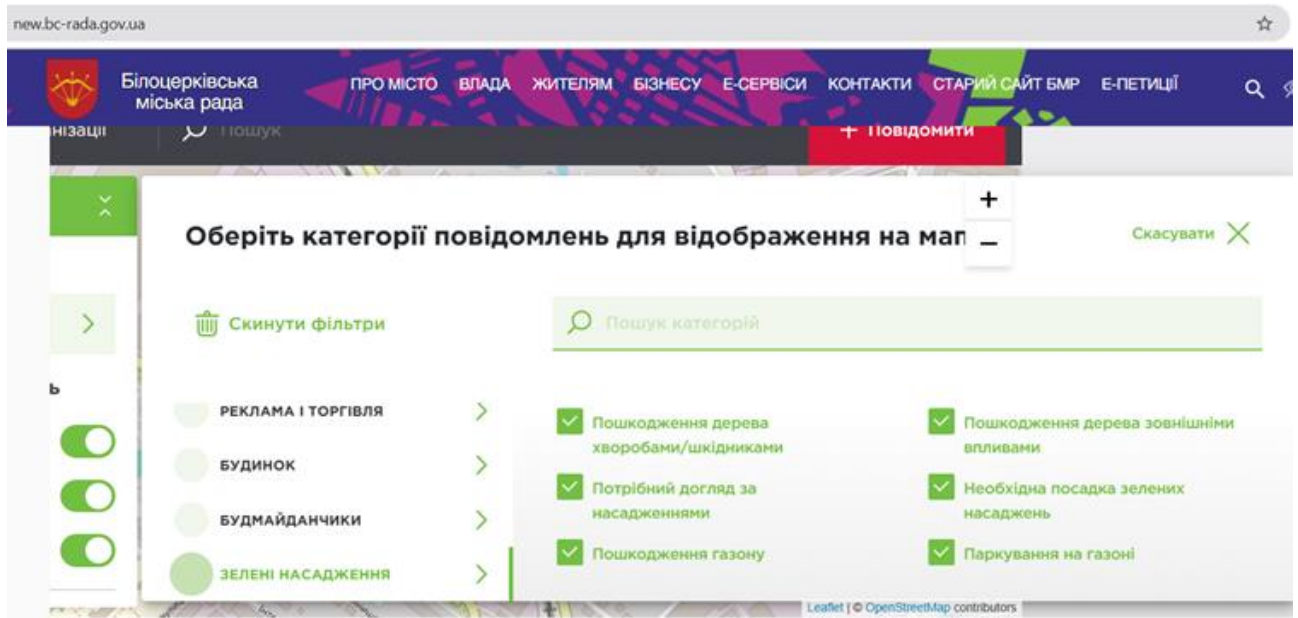 new.bc-rada.gov.ua
Білоцерківська
міська рада
ПРО МІСТО ВЛАДА ЖИТЕЛЯМ БІЗНЕСУ Е-СЕРВІСИ КОНТАКТИ СТАРИЙ САЙТ БМР Е-ПЕТИЦІЇ
нізації Пошук + Повідомити
Оберіть категорії повідомлень для відображення на мап
+
−
Скасувати
Скинути фільтри
Пошук категорій
ь
РЕКЛАМА І ТОРГІВЛЯ
БУДИНОК
БУДМАЙДАНЧИКИ
ЗЕЛЕНІ НАСАДЖЕННЯ
Пошкодження дерева
хворобами/шкідниками
Пошкодження дерева зовнішніми
впливами
Потрібний догляд за
насадженнями
Необхідна посадка зелених
насаджень
Пошкодження газону
Паркування на газоні
Leaflet | © OpenStreetMap contributors